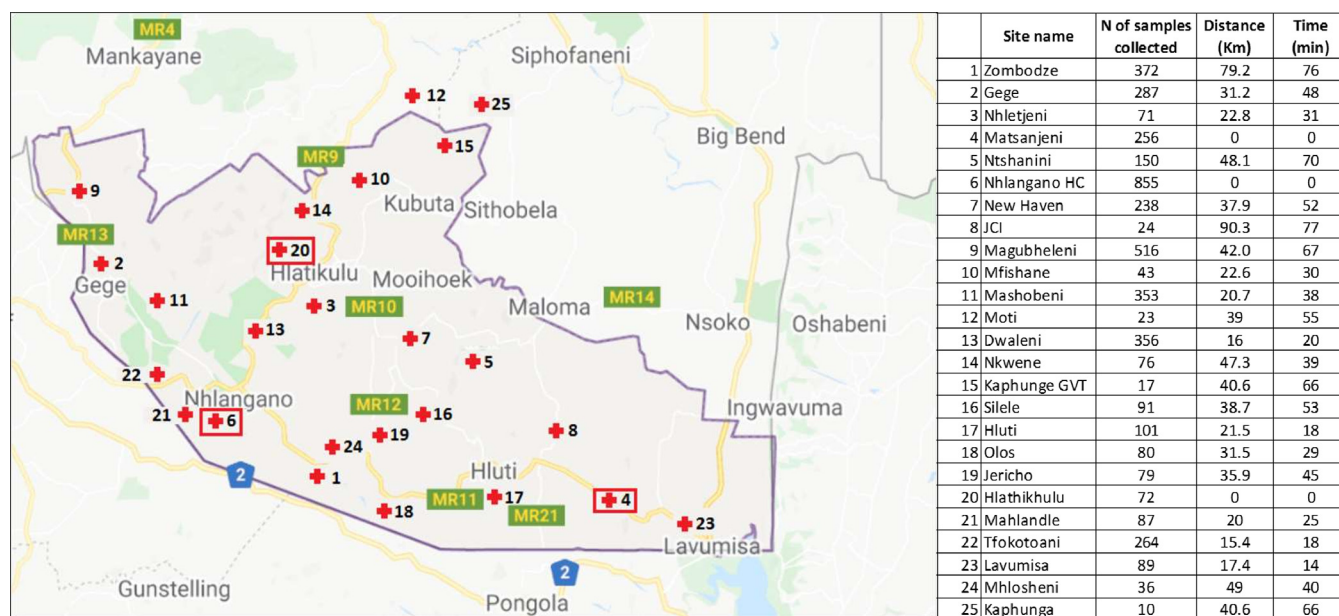 MR4
Mankayane
Siphofaneni
12
25
Big Bend
15
MR9
10
9
Kubuta
Sithobela
14
MR13
20
2
Hlatikulu
Mooihoek
Gege
11
3
MR10
Maloma
MR14
Nsoko
Oshabeni
13
7
5
22
Nhlangano
MR12
16
Ingwavuma
21
6
19
8
24
2
1
Hluti
MR11
17
4
18
MR21
23
Lavumisa
2
Gunstelling
Pongola
Site name N of samples collected Distance (Km) Time (min)
1 Zombodze 372 79.2 76
2 Gege 287 31.2 48
3 Nhletjeni 71 22.8 31
4 Matsanjeni 256 0 0
5 Ntshanini 150 48.1 70
6 Nhlangano HC 855 0 0
7 New Haven 238 37.9 52
8 JCI 24 90.3 77
9 Magubheleni 516 42.0 67
10 Mfishane 43 22.6 30
11 Mashobeni 353 20.7 38
12 Moti 23 39 55
13 Dwaleni 356 16 20
14 Nkwene 76 47.3 39
15 Kaphunge GVT 17 40.6 66
16 Silele 91 38.7 53
17 Hluti 101 21.5 18
18 Olos 80 31.5 29
19 Jericho 79 35.9 45
20 Hlathikhulu 72 0 0
21 Mahlandle 87 20 25
22 Tfokotoani 264 15.4 18
23 Lavumisa 89 17.4 14
24 Mhlosheni 36 49 40
25 Kaphunga 10 40.6 66